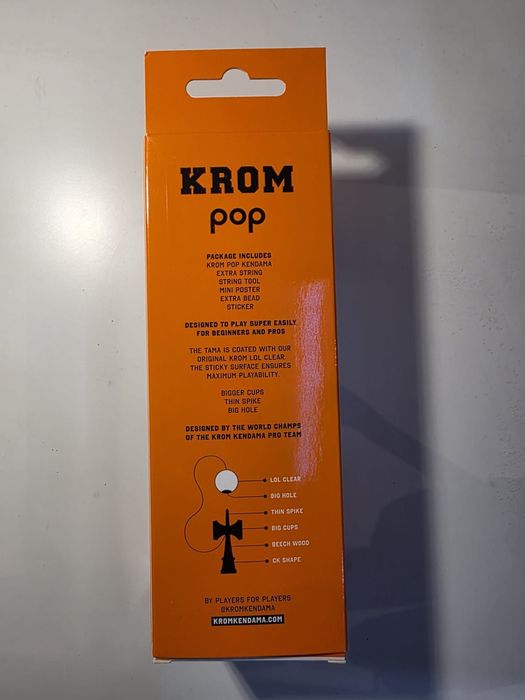 KROM
pop
PACKAGE INCLUDES
KROM POP KENDAMA
EXTRA STRING
STRING TOOL
MINI POSTER
EXTRA BEAD
STICKER
DESIGNED TO PLAY SUPER EASILY
FOR BEGINNERS AND PROS
THE TAMA IS COATED WITH OUR
ORIGINAL KROM LOL CLEAR.
THE STICKY SURFACE ENSURES
MAXIMUM PLAYABILITY.
BIGGER CUPS
THIN SPIKE
BIG HOLE
DESIGNED BY THE WORLD CHAMPS
OF THE KROM KENDAMA PRO TEAM
LOL CLEAR
BIG HOLE
THIN SPIKE
BIG CUPS
BEECH WOOD
CK SHAPE
BY PLAYERS FOR PLAYERS
@KROMKENDAMA
KROMKENDAMA.COM